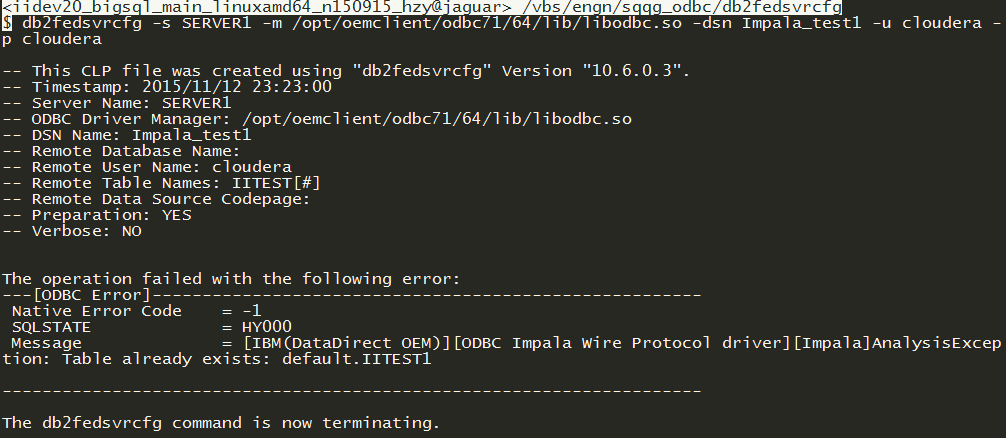 <iidev20_bigsql_main_linuxamd64_n150915_hzy@jaguar> /vbs/engn/sqqg_odbc/db2fedsvrcfg
$ db2fedsvrcfg -s SERVER1 -m /opt/oemclient/odbc71/64/lib/libodbc.so -dsn Impala_test1 -u cloudera -
p cloudera
-- This CLP file was created using "db2fedsvrcfg" Version "10.6.0.3".
-- Timestamp: 2015/11/12 23:23:00
-- Server Name: SERVER1
-- ODBC Driver Manager: /opt/oemclient/odbc71/64/lib/libodbc.so
-- DSN Name: Impala_test1
-- Remote Database Name:
-- Remote User Name: cloudera
-- Remote Table Names: IITEST[#]
-- Remote Data Source Codepage:
-- Preparation: YES
-- Verbose: NO
The operation failed with the following error:
---[ODBC Error]-------------------------------------------------------
Native Error Code    = -1
SQLSTATE             = HY000
Message              = [IBM(DataDirect OEM)][ODBC Impala Wire Protocol driver][Impala]AnalysisExcep
tion: Table already exists: default.IITEST1
----------------------------------------------------------------------
The db2fedsvrcfg command is now terminating.